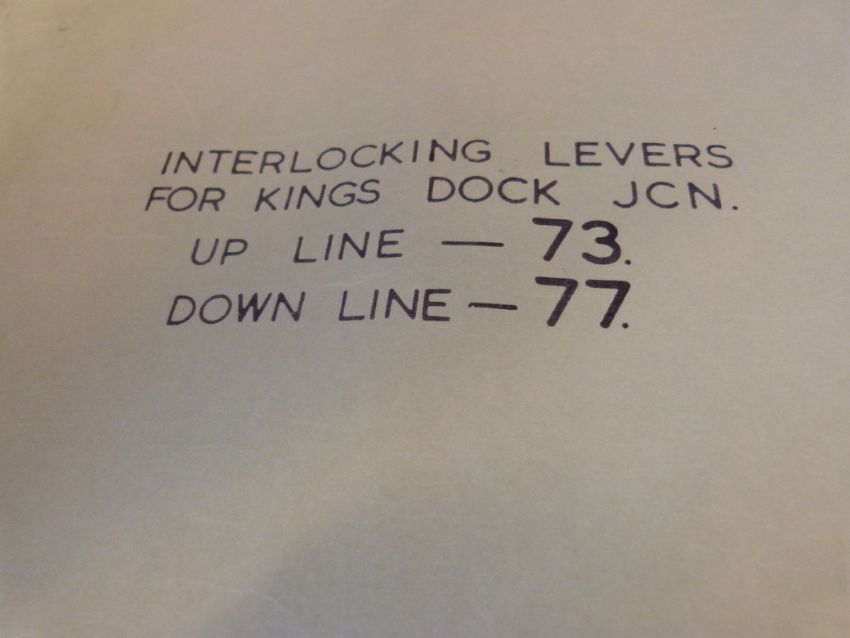 INTERLOCKING LEVERS
FOR KINGS DOCK JCN.
UP LINE — 73.
DOWN LINE — 77.